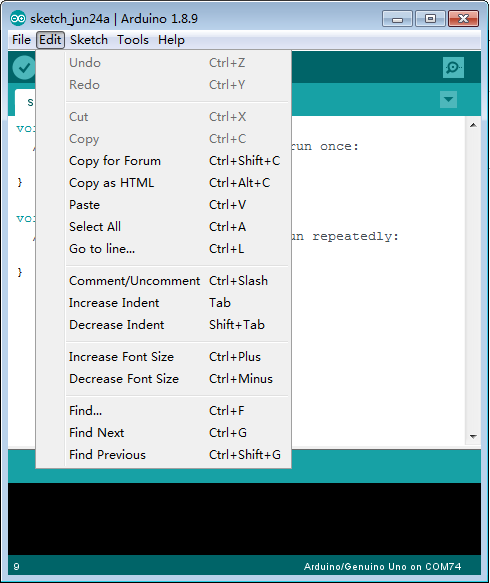 sketch_jun24a | Arduino 1.8.9
File Edit Sketch Tools Help
Undo Ctrl+Z
Redo Ctrl+Y
Cut Ctrl+X
Copy Ctrl+C
Copy for Forum Ctrl+Shift+C
Copy as HTML Ctrl+Alt+C
Paste Ctrl+V
Select All Ctrl+A
Go to line... Ctrl+L
Comment/Uncomment Ctrl+Slash
Increase Indent Tab
Decrease Indent Shift+Tab
Increase Font Size Ctrl+Plus
Decrease Font Size Ctrl+Minus
Find... Ctrl+F
Find Next Ctrl+G
Find Previous Ctrl+Shift+G
s
voi
/ run once:
}
voi
/ un repeatedly:
}
9 Arduino/Genuino Uno on COM74